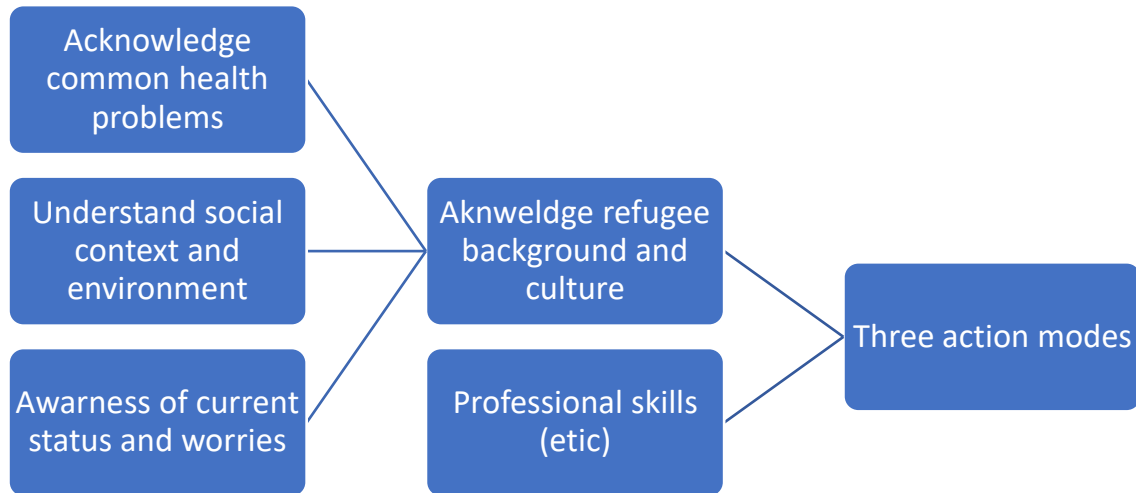 Acknowledge
common health
problems
Understand social
context and
environment
Awarness of current
status and worries
Aknweldge refugee
background and
culture
Professional skills
(etic)
Three action modes